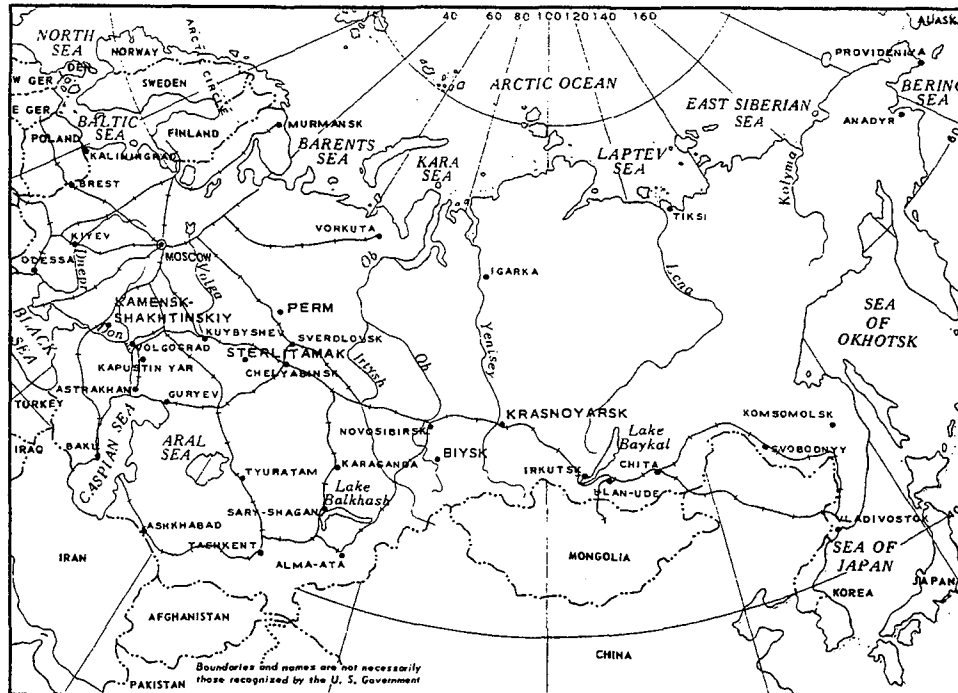 40 60 80 100 120 140 160
ALASKA
NORTH
SEA
NORWAY
ARCTIC CIRCLE
DEN
SWEDEN
W GER
E GER
FINLAND
POLAND
BALTIC
SEA
KALININGRAD
BREST
MURMANSK
BARENTS
SEA
ARCTIC OCEAN
KARA
SEA
LAPTEV
SEA
EAST SIBERIAN
SEA
PROVIDENIYA
BERING
SEA
ANADYR
60
Kolyma
TIKSI
VORKUTA
KIYEV
ODESSA
Dnepr
MOSCOW
Volga
Ob
IGARKA
Lena
SEA
OF
OKHOTSK
KAMENSK-
SHAKHTINSKIY
PERM
BLACK
SEA
Don
VOLGOGRAD
KUYBYSHEV
SVERDLOVSK
STERLITAMAK
KAPUSTIN YAR
CHELYABINSK
Irtysh
Ob
Yenisey
ASTRAKHAN
GURYEV
TURKEY
KRASNOYARSK
KOMSOMOLSK
NOVOSIBIRSK
Lake
Baykal
SVOBODNYY
IRAQ
BAKU
CASPIAN SEA
ARAL
SEA
KARAGANDA
BIYSK
IRKUTSK
CHITA
TYURATAM
Lake
Balkhash
ULAN-UDE
SARY-SHAGAN
VLADIVOSTOK
40
ASHKHABAD
TASHKENT
IRAN
ALMA-ATA
MONGOLIA
SEA OF
JAPAN
JAPAN
KOREA
AFGHANISTAN
CHINA
Boundaries and names are not necessarily
those recognized by the U. S. Government
PAKISTAN